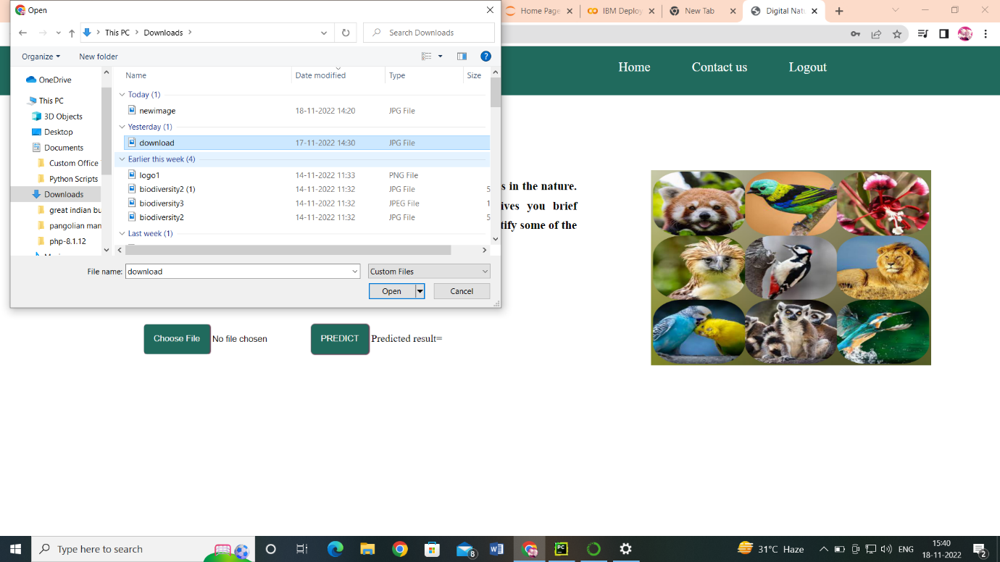 Open
Home Page
IBM Deploy
New Tab
Digital Natu
This PC
Downloads
Search Downloads
Organize
New folder
Home
Contact us
Logout
OneDrive
This PC
3D Objects
Desktop
Documents
Custom Office
Python Scripts
Downloads
great indian bu
pangolian man
php-8.1.12
Name Date modified Type Size
Today (1)
newimage 18-11-2022 14:20 JPG File
Yesterday (1)
download 17-11-2022 14:30 JPG File
Earlier this week (4)
logo1 14-11-2022 11:33 PNG File
biodiversity2 (1) 14-11-2022 11:32 JPG File 5
biodiversity3 14-11-2022 11:32 JPEG File 1
biodiversity2 14-11-2022 11:32 JPG File 5
Last week (1)
File name: download Custom Files
Open Cancel
s in the nature.
ives you brief
tify some of the
Choose File No file chosen PREDICT Predicted result=
Type here to search
8
W
PC
31°C Haze
ENG
15:40
18-11-2022
2